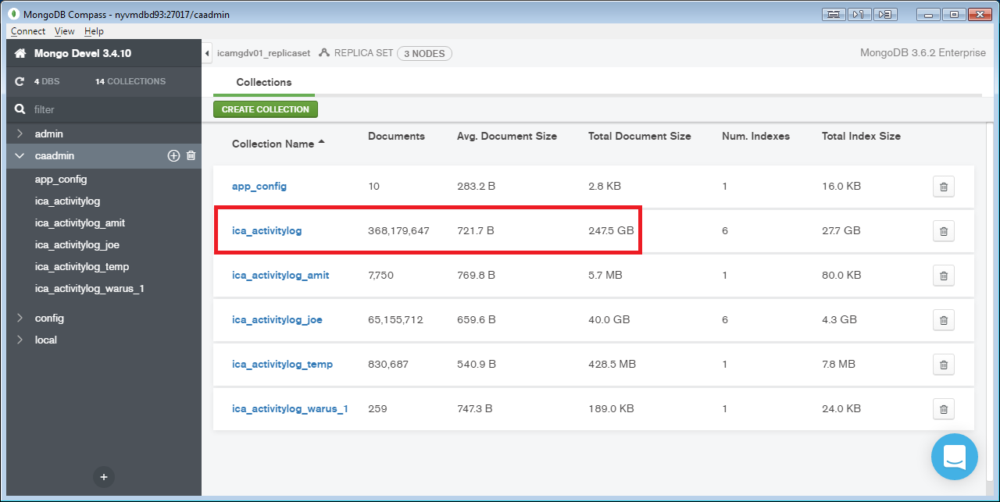 MongoDB Compass - nyvmdbd93:27017/caadmin
Connect View Help
Mongo Devel 3.4.10
4 DBS 14 COLLECTIONS
filter
admin
caadmin
app_config
ica_activitylog
ica_activitylog_amit
ica_activitylog_joe
ica_activitylog_temp
ica_activitylog_warus_1
config
local
icamgdv01_replicaset REPLICA SET 3 NODES MongoDB 3.6.2 Enterprise
Collections
CREATE COLLECTION
Collection Name Documents Avg. Document Size Total Document Size Num. Indexes Total Index Size
app_config 10 283.2 B 2.8 KB 1 16.0 KB
ica_activitylog 368,179,647 721.7 B 247.5 GB 6 27.7 GB
ica_activitylog_amit 7,750 769.8 B 5.7 MB 1 80.0 KB
ica_activitylog_joe 65,155,712 659.6 B 40.0 GB 6 4.3 GB
ica_activitylog_temp 830,687 540.9 B 428.5 MB 1 7.8 MB
ica_activitylog_warus_1 259 747.3 B 189.0 KB 1 24.0 KB